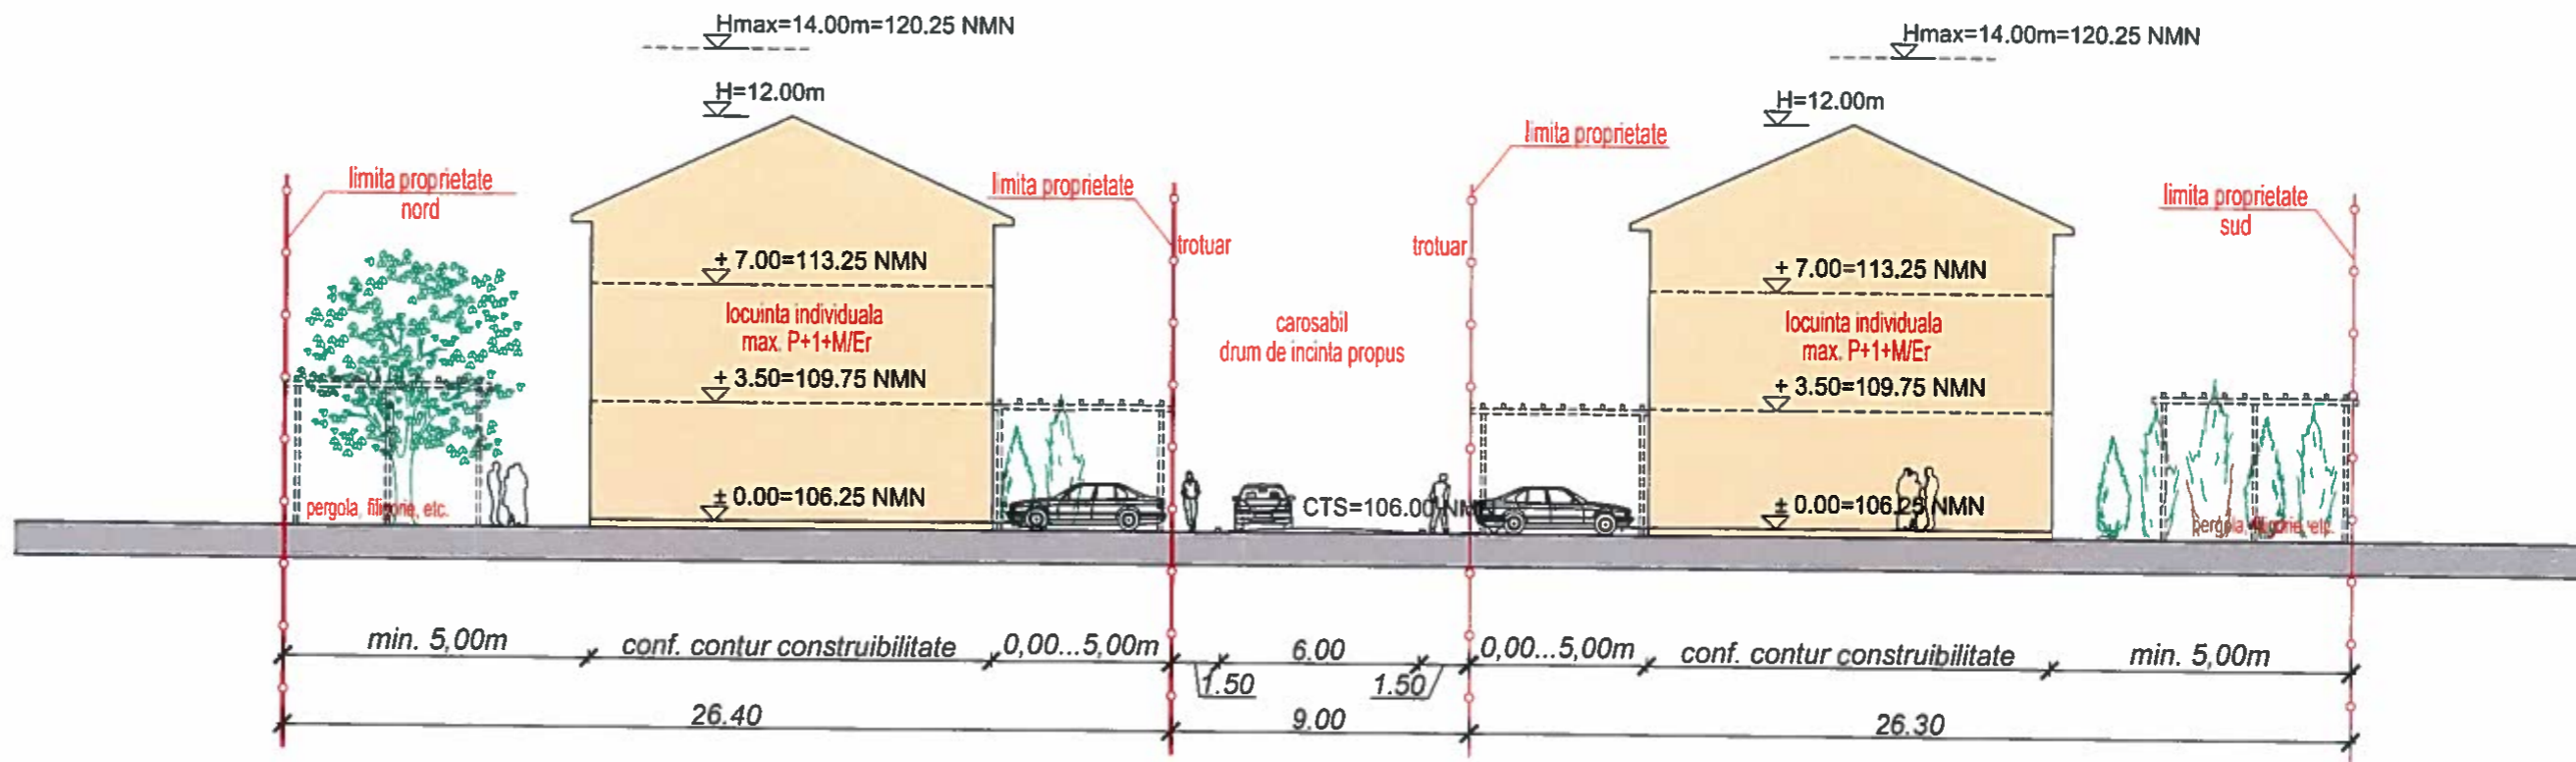 Hmax=14.00m=120.25 NMN
Hmax=14.00m=120.25 NMN
H=12.00m
H=12.00m
limita proprietate
nord
limita proprietate
limita proprietate
limita proprietate
sud
trotuar
trotuar
+ 7.00=113.25 NMN
+ 7.00=113.25 NMN
locuinta individuala
max. P+1+M/Er
carosabil
drum de incinta propus
locuinta individuala
max. P+1+M/Er
+ 3.50=109.75 NMN
+ 3.50=109.75 NMN
pergola, filigorie, etc.
± 0.00=106.25 NMN
CTS=106.00 NMN
± 0.00=106.25 NMN
pergola, filigorie, etc.
min. 5,00m
conf. contur construibilitate
0,00...5,00m
6.00
0,00...5,00m
conf. contur construibilitate
min. 5,00m
1.50
1.50
26.40
9.00
26.30